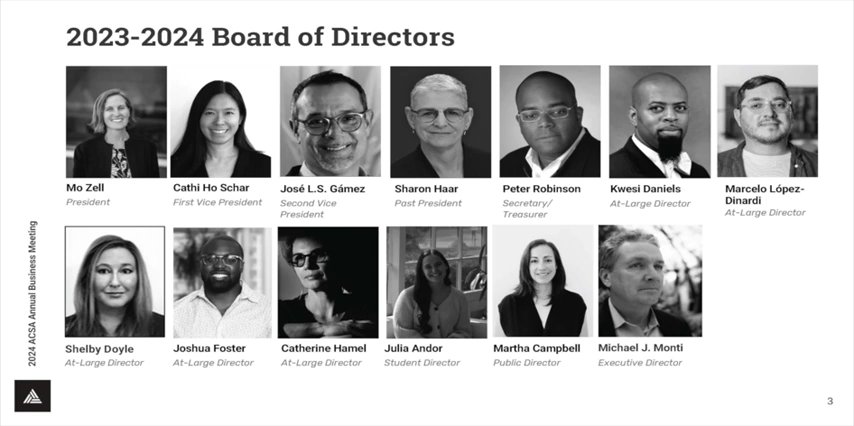 2023-2024 Board of Directors
Mo Zell
President
Cathi Ho Schar
First Vice President
José L.S. Gámez
Second Vice
President
Sharon Haar
Past President
Peter Robinson
Secretary/
Treasurer
Kwesi Daniels
At-Large Director
Marcelo López-
Dinardi
At-Large Director
Shelby Doyle
At-Large Director
Joshua Foster
At-Large Director
Catherine Hamel
At-Large Director
Julia Andor
Student Director
Martha Campbell
Public Director
Michael J. Monti
Executive Director
2024 ACSA Annual Business Meeting
3